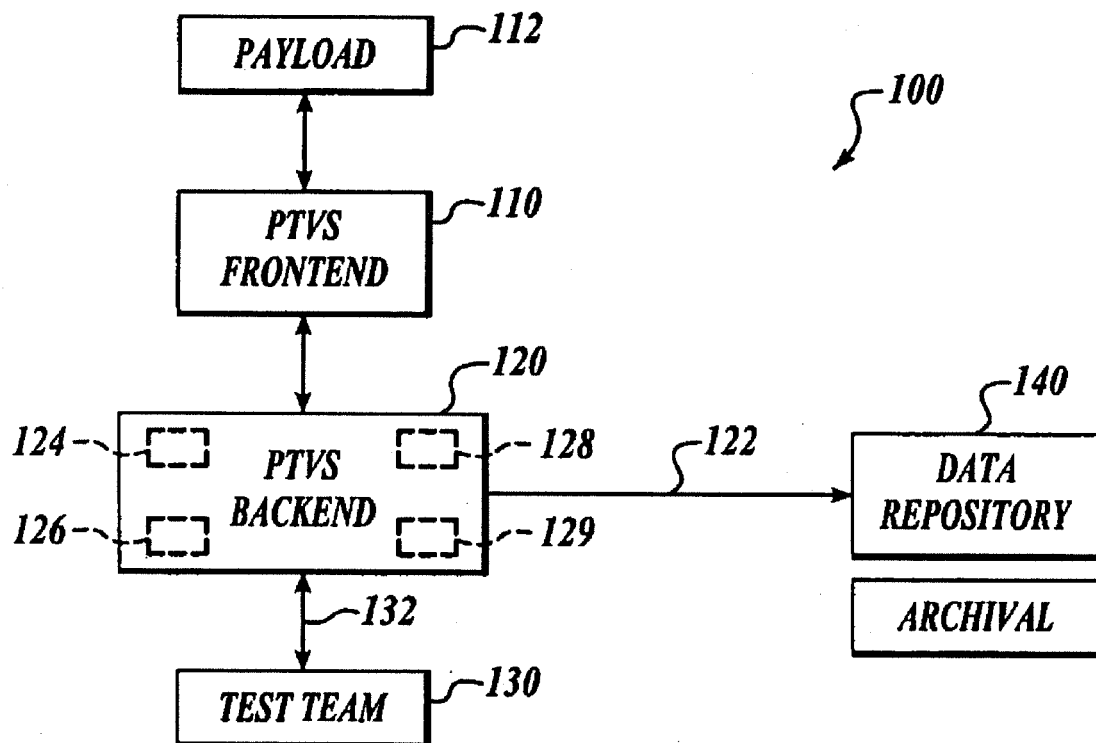 PAYLOAD
112
100
PTVS
FRONTEND
110
120
124
PTVS
BACKEND
128
126
129
122
140
DATA
REPOSITORY
ARCHIVAL
132
TEST TEAM
130